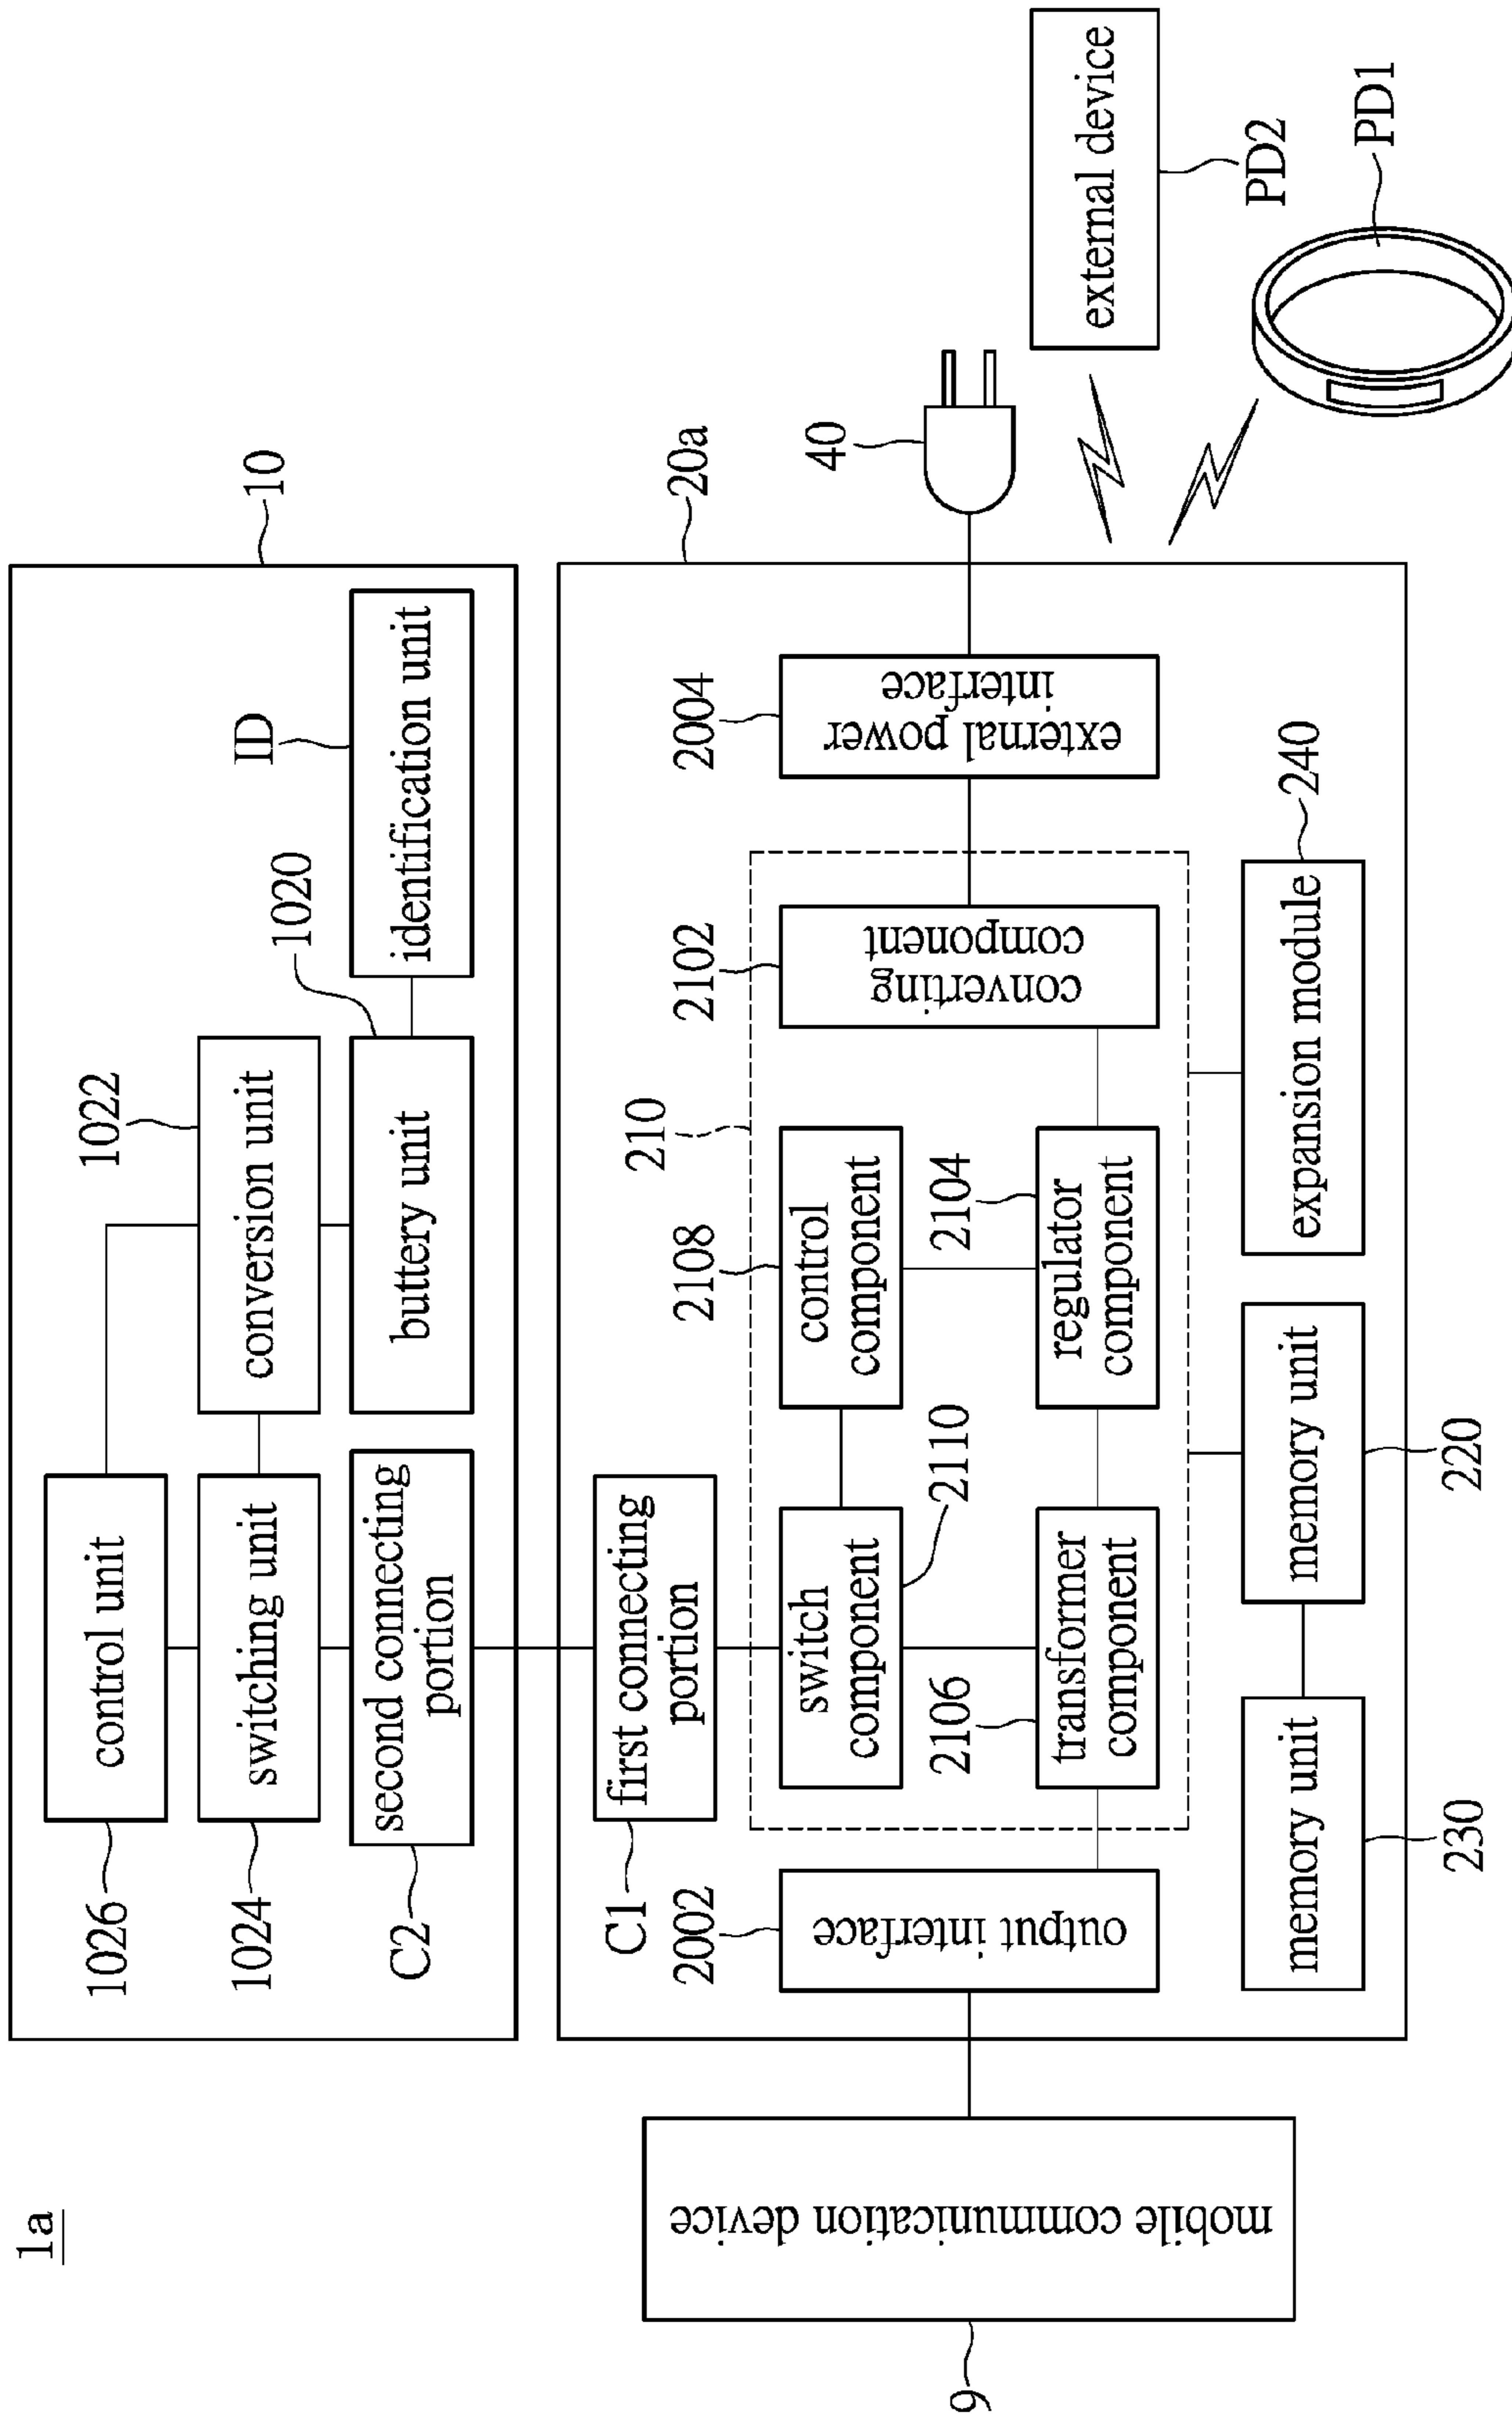 1a
10
1026
control unit
1022
conversion unit
1024
switching unit
ID
identification unit
1020
buttery unit
C2
second connecting
portion
20a
C1
first connecting
portion
210
2002
output interface
switch
component
2110
2108
control
component
2102
converting
component
2004
external power
interface
40
2106
transformer
component
2104
regulator
component
mobile communication device
9
230
memory unit
220
memory unit
240
expansion module
external device
PD2
PD1